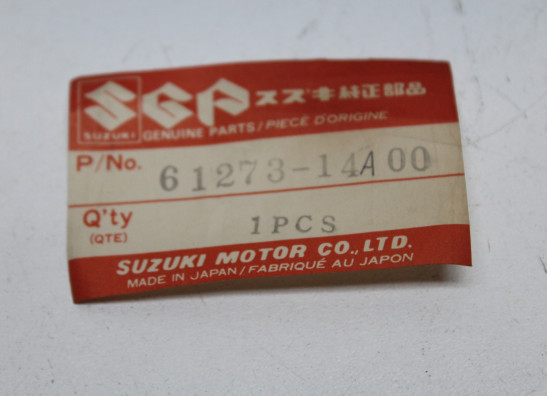 SGP スズキ純正部品
SUZUKI GENUINE PARTS/PIECÉ D'ORIGINE
P/No. 61273-14A00
Q'ty 1PCS
(QTE)
SUZUKI MOTOR CO.,LTD.
MADE IN JAPAN/FABRIQUÉ AU JAPON